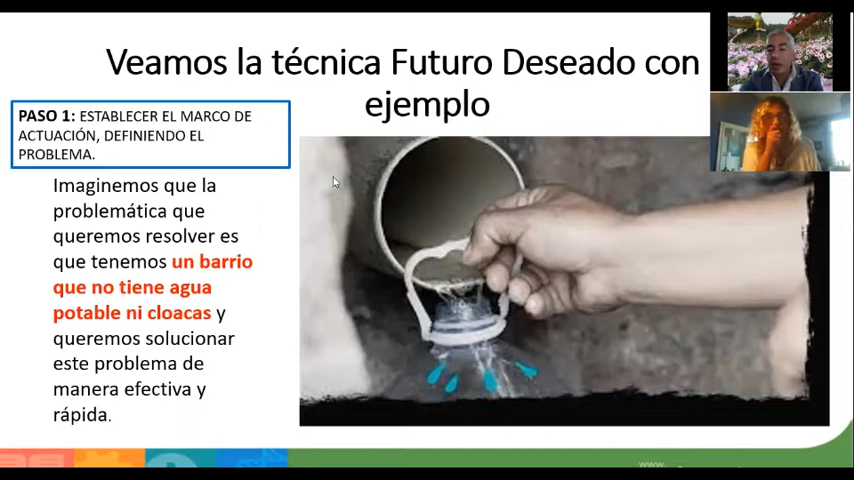 Veamos la técnica Futuro Deseado con
ejemplo
PASO 1: ESTABLECER EL MARCO DE
ACTUACIÓN, DEFINIENDO EL
PROBLEMA.
Imaginemos que la
problemática que
queremos resolver es
que tenemos un barrio
que no tiene agua
potable ni cloacas y
queremos solucionar
este problema de
manera efectiva y
rápida.
www.